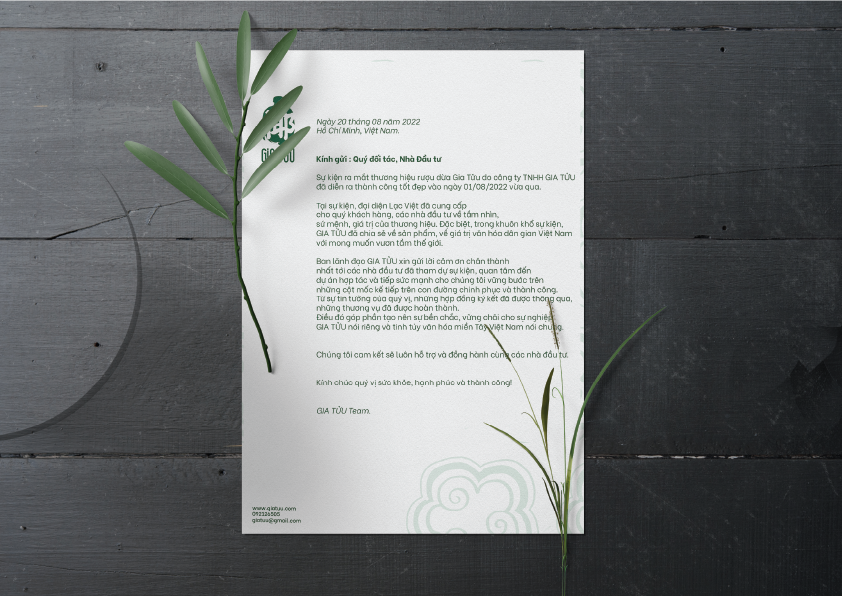 GIA TỬU
Ngày 20 tháng 08 năm 2022
Hồ Chí Minh, Việt Nam.
Kính gửi : Quý đối tác, Nhà Đầu tư
Sự kiện ra mắt thương hiệu rượu dừa Gia Tửu do công ty TNHH GIA TỬU
đã diễn ra thành công tốt đẹp vào ngày 01/08/2022 vừa qua.
Tại sự kiện, đại diện Lạc Việt đã cung cấp
cho quý khách hàng, các nhà đầu tư về tầm nhìn,
sứ mệnh, giá trị của thương hiệu. Đặc biệt, trong khuôn khổ sự kiện,
GIA TỬU đã chia sẻ về sản phẩm, về giá trị văn hóa dân gian Việt Nam
với mong muốn vươn tầm thế giới.
Ban lãnh đạo GIA TỬU xin gửi lời cảm ơn chân thành
nhất tới các nhà đầu tư đã tham dự sự kiện, quan tâm đến
dự án hợp tác và tiếp sức mạnh cho chúng tôi vững bước trên
những cột mốc kế tiếp trên con đường chinh phục và thành công.
Từ sự tin tưởng của quý vị, những hợp đồng ký kết đã được thông qua,
những thương vụ đã được hoàn thành.
Điều đó góp phần tạo nên sự bền chắc, vững chãi cho sự nghiệp
GIA TỬU nói riêng và tinh túy văn hóa miền Tây Việt Nam nói chung.
Chúng tôi cam kết sẽ luôn hỗ trợ và đồng hành cùng các nhà đầu tư.
Kính chúc quý vị sức khỏe, hạnh phúc và thành công!
GIA TỬU Team.
www.giatuu.com
092326505
giatuu@gmail.com